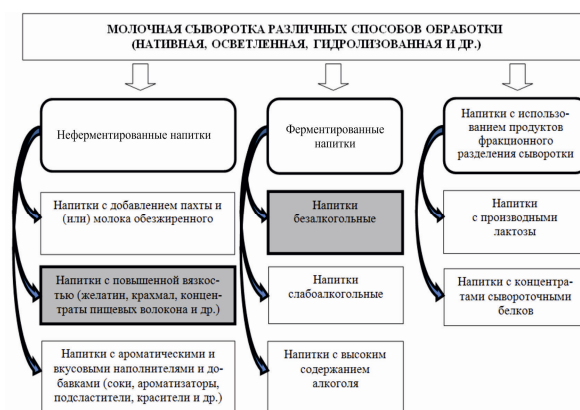 МОЛОЧНАЯ СЫВОРОТКА РАЗЛИЧНЫХ СПОСОБОВ ОБРАБОТКИ
(НАТИВНАЯ, ОСВЕТЛЕННАЯ, ГИДРОЛИЗОВАННАЯ И ДР.)
Неферментированные напитки
Напитки с добавлением пахты и
(или) молока обезжиренного
Напитки с повышенной вязкос-
тью (желатин, крахмал, концен-
траты пищевых волокона и др.)
Напитки с ароматическими и
вкусовыми наполнителями и до-
бавками (соки, ароматизаторы,
подсластители, красители и др.)
Ферментированные
напитки
Напитки
безалкогольные
Напитки
слабоалкогольные
Напитки с высоким
содержанием
алкоголя
Напитки с использо-
ванием продуктов
фракционного
разделения сыворотки
Напитки
с производными
лактозы
Напитки с концентра-
тами сывороточными
белков